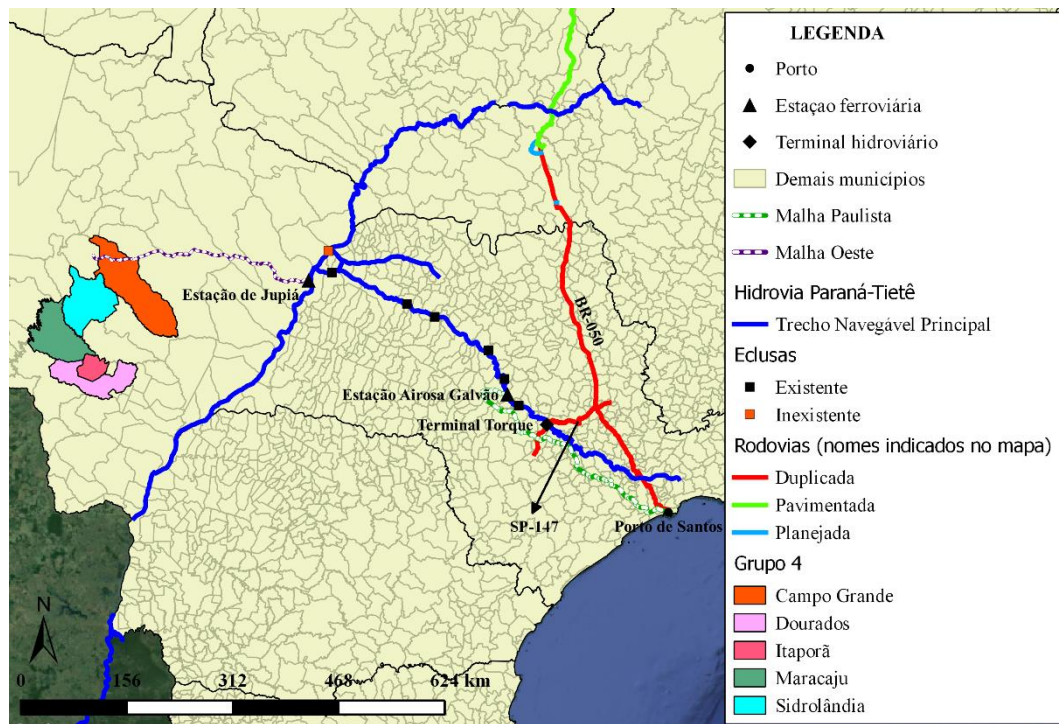 Estação de Jupiá
BR-050
Estação Airosa Galvão
Terminal Torque
SP-147
Porto de Santos
N
0 156 312 468 624 km
LEGENDA
Porto
Estaçao ferroviária
Terminal hidroviário
Demais municípios
Malha Paulista
Malha Oeste
Hidrovia Paraná-Tietê
Trecho Navegável Principal
Eclusas
Existente
Inexistente
Rodovias (nomes indicados no mapa)
Duplicada
Pavimentada
Planejada
Grupo 4
Campo Grande
Dourados
Itaporã
Maracaju
Sidrolândia